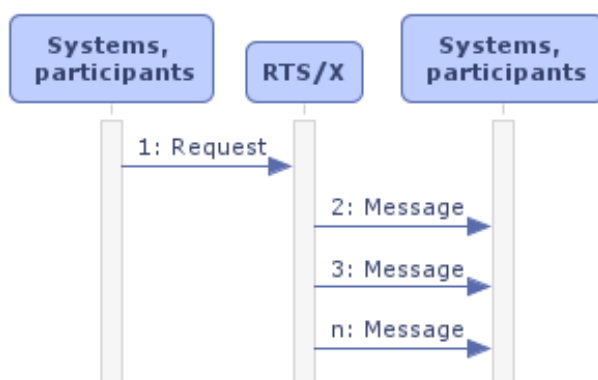 Systems,
participants
RTS/X
Systems,
participants
1: Request
2: Message
3: Message
n: Message